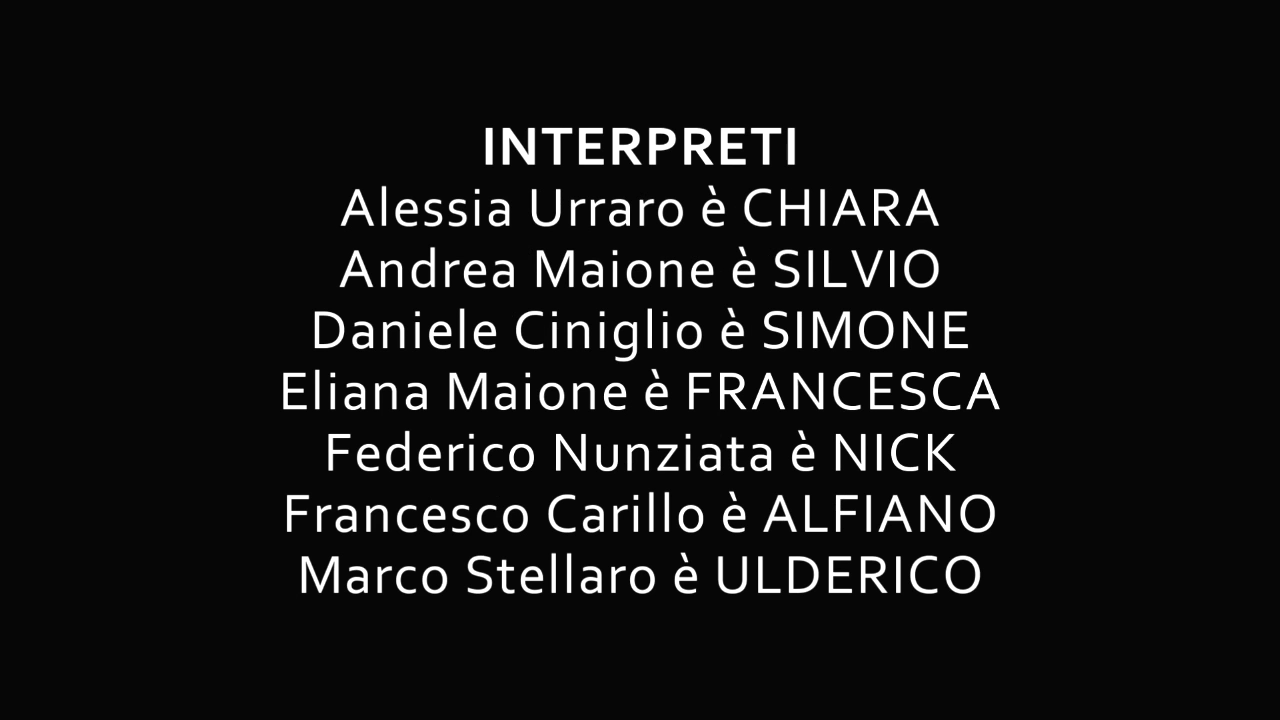 INTERPRETI
Alessia Urraro è CHIARA
Andrea Maione è SILVIO
Daniele Ciniglio è SIMONE
Eliana Maione è FRANCESCA
Federico Nunziata è NICK
Francesco Carillo è ALFIANO
Marco Stellaro è ULDERICO